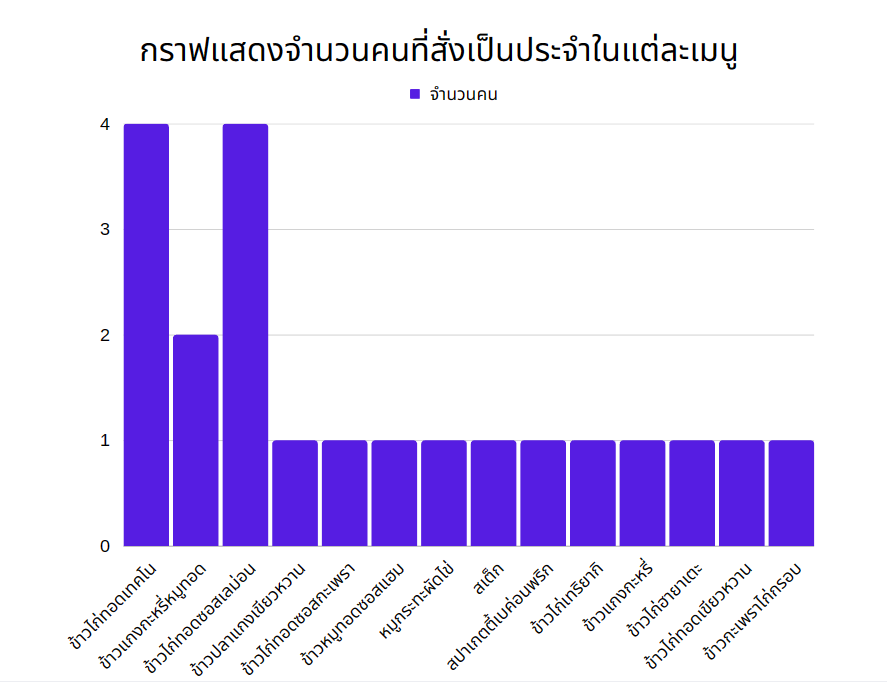 กราฟแสดงจำนวนคนที่สั่งเป็นประจำในแต่ละเมนู
จำนวนคน
4
3
2
1
0
ข้าวไก่ทอดเทคโน
ข้าวแกงกะหรี่หมูทอด
ข้าวไก่ทอดซอสเลม่อน
ข้าวปลาแกงเขียวหวาน
ข้าวไก่ทอดซอสกะเพรา
ข้าวหมูทอดซอสแฮม
หมูกระทะผัดไข่
สเต็ก
สปาเกตตี้เบค่อนพริก
ข้าวไก่เทริยากิ
ข้าวแกงกะหรี่
ข้าวไก่ฮายาเตะ
ข้าวไก่ทอดเขียวหวาน
ข้าวกะเพราไก่กรอบ